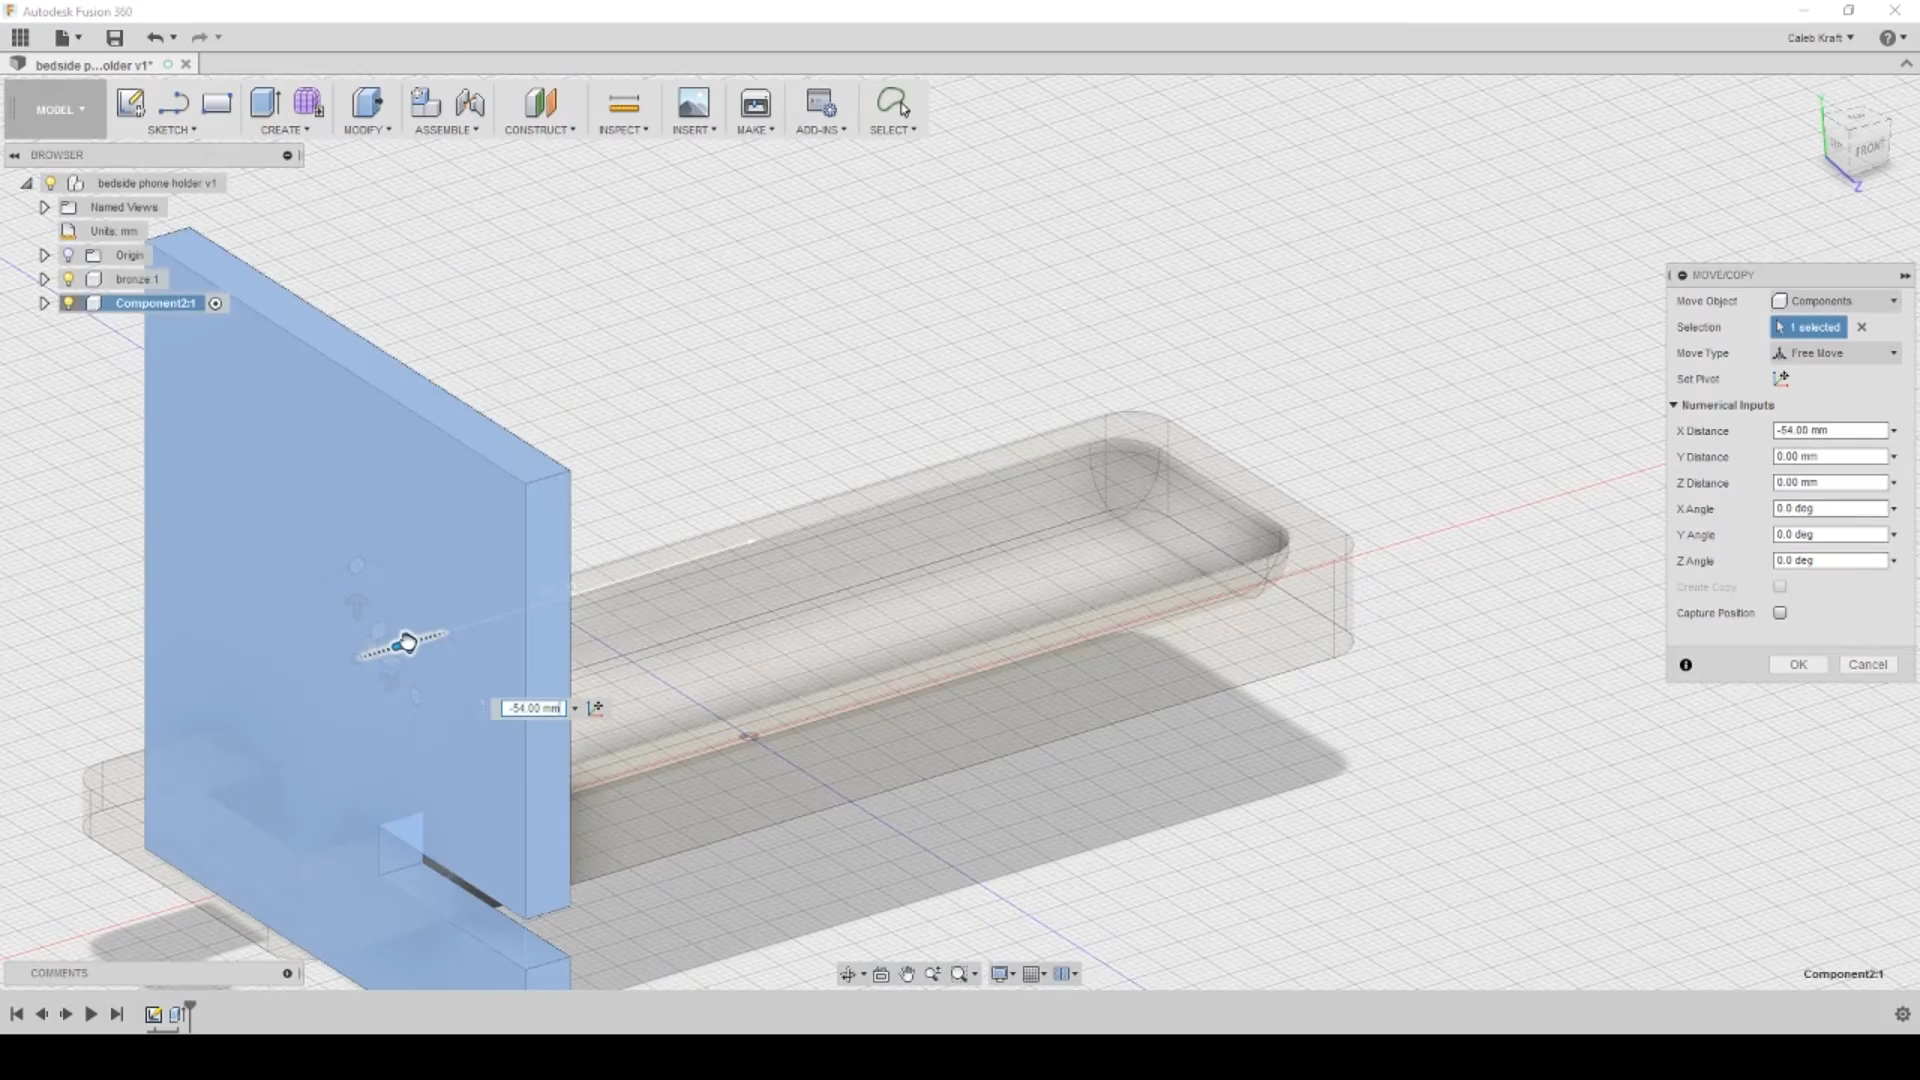 Autodesk Fusion 360
Caleb Kraft
bedside p...older v1*
MODEL
SKETCH
CREATE
MODIFY
ASSEMBLE
CONSTRUCT
INSPECT
INSERT
MAKE
ADD-INS
SELECT
FRONT
BROWSER
bedside phone holder v1
Named Views
Units: mm
Origin
bronze:1
Component2:1
MOVE/COPY
Move Object Components
Selection 1 selected
Move Type Free Move
Set Pivot
Numerical Inputs
X Distance -54.00 mm
Y Distance 0.00 mm
Z Distance 0.00 mm
X Angle 0.0 deg
Y Angle 0.0 deg
Z Angle 0.0 deg
Create Copy
Capture Position
OK Cancel
-54.00 mm
COMMENTS
Component2:1